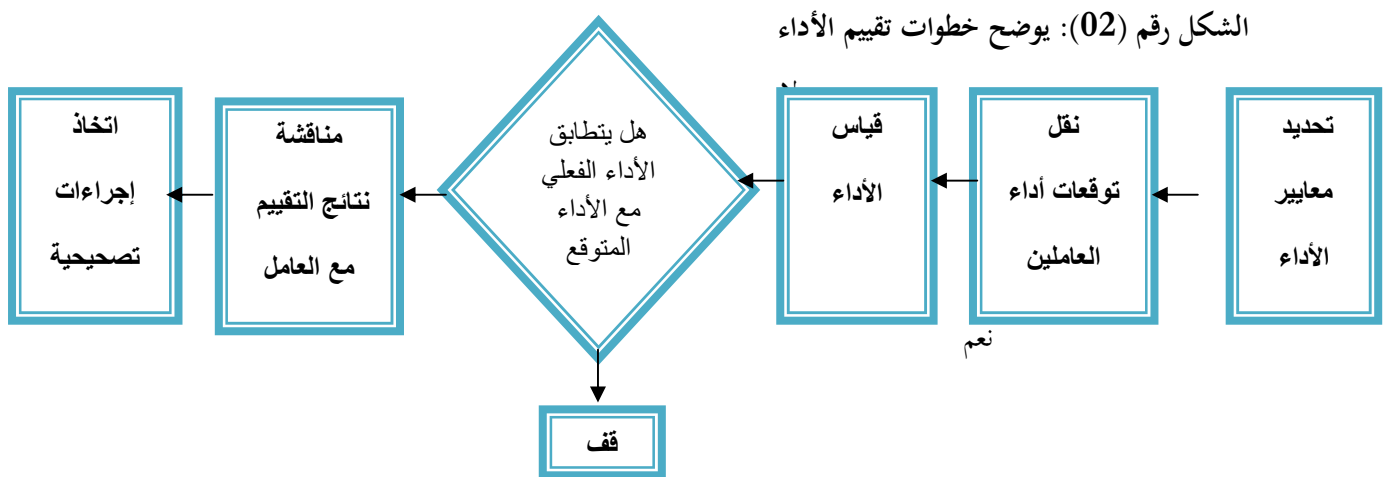 الشكل رقم (02): يوضح خطوات تقييم الأداء
تحديد
معايير
الأداء
نقل
توقعات أداء
العاملين
قياس
الأداء
هل يتطابق
الأداء الفعلي
مع الأداء
المتوقع
مناقشة
نتائج التقييم
مع العامل
اتخاذ
إجراءات
تصحيحية
نعم
قف